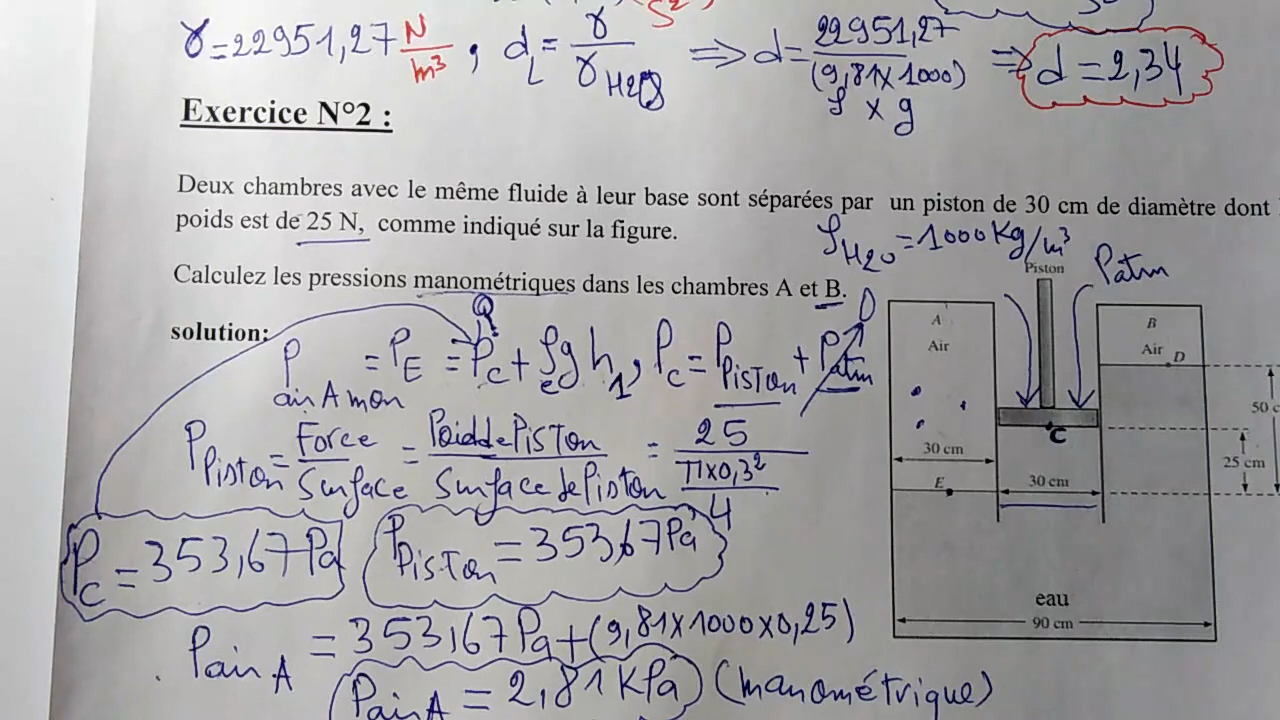 γ = 22951,27 N/m³ ; d_L = γ/γ_H2O ⟹ d = 22951,27/(9,81×1000) ⟹ d = 2,34
ρ × g
Exercice N°2 :
Deux chambres avec le même fluide à leur base sont séparées par un piston de 30 cm de diamètre dont
poids est de 25 N, comme indiqué sur la figure.
ρ_H2O = 1000 Kg/m³
Calculez les pressions manométriques dans les chambres A et B.
solution:
P_air A mon = P_E = P_C + ρ_e g h_1, P_C = P_PISTON + Patm
0
P_PISTON = Force/Surface = Poid de PISTON/Surface de Piston = 25/(π×0,3²/4)
P_C = 353,67 Pa
P_PISTON = 353,67 Pa
P_air A = 353,67 Pa + (9,81×1000×0,25)
P_air A = 2,81 KPa (manométrique)
Piston
Patm
A
Air
B
Air
D
C
50 c
25 cm
30 cm
30 cm
E
eau
90 cm